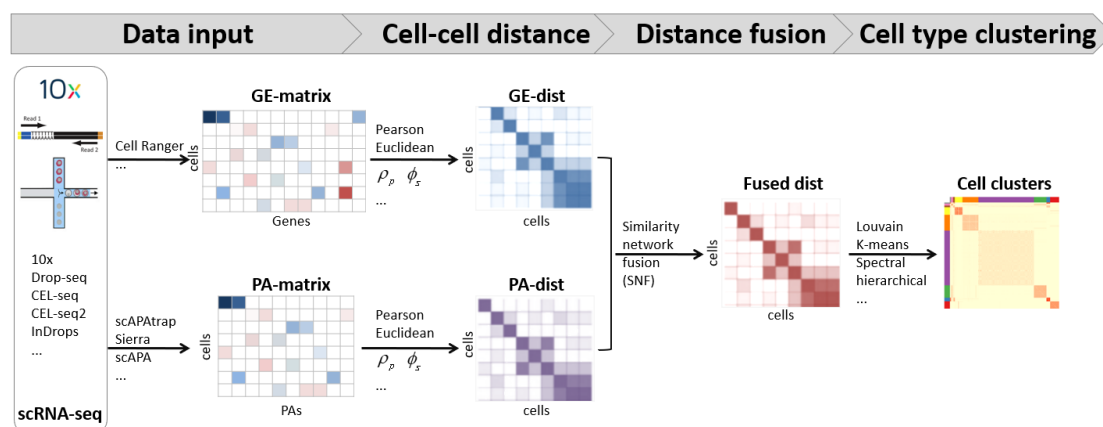 Data input
Cell-cell distance
Distance fusion
Cell type clustering
10x
Read 1
Read 2
10x
Drop-seq
CEL-seq
CEL-seq2
InDrops
...
scRNA-seq
Cell Ranger
...
scAPAtrap
Sierra
scAPA
...
GE-matrix
cells
Genes
PA-matrix
cells
PAs
Pearson
Euclidean
ρp ϕs
...
Pearson
Euclidean
ρp ϕs
...
GE-dist
cells
cells
PA-dist
cells
cells
Similarity
network
fusion
(SNF)
Fused dist
cells
cells
Louvain
K-means
Spectral
hierarchical
...
Cell clusters